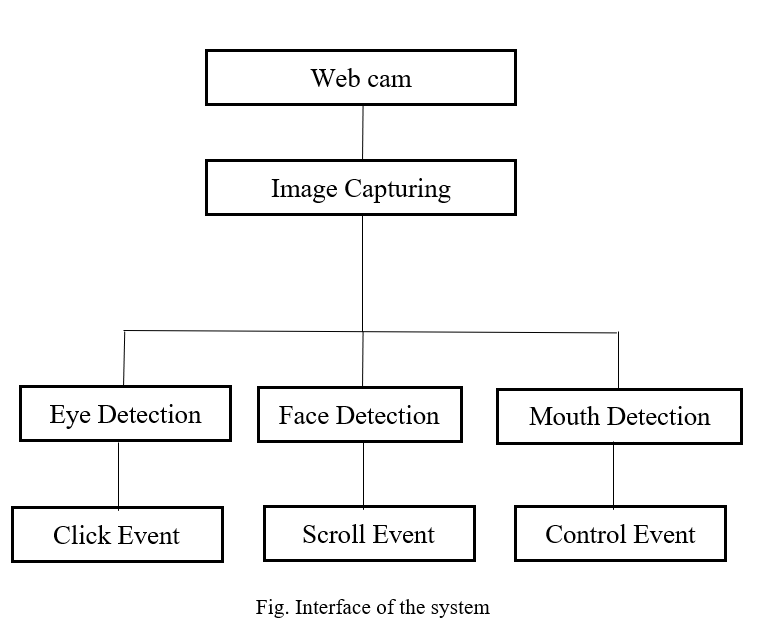 Web cam
Image Capturing
Eye Detection
Face Detection
Mouth Detection
Click Event
Scroll Event
Control Event
Fig. Interface of the system